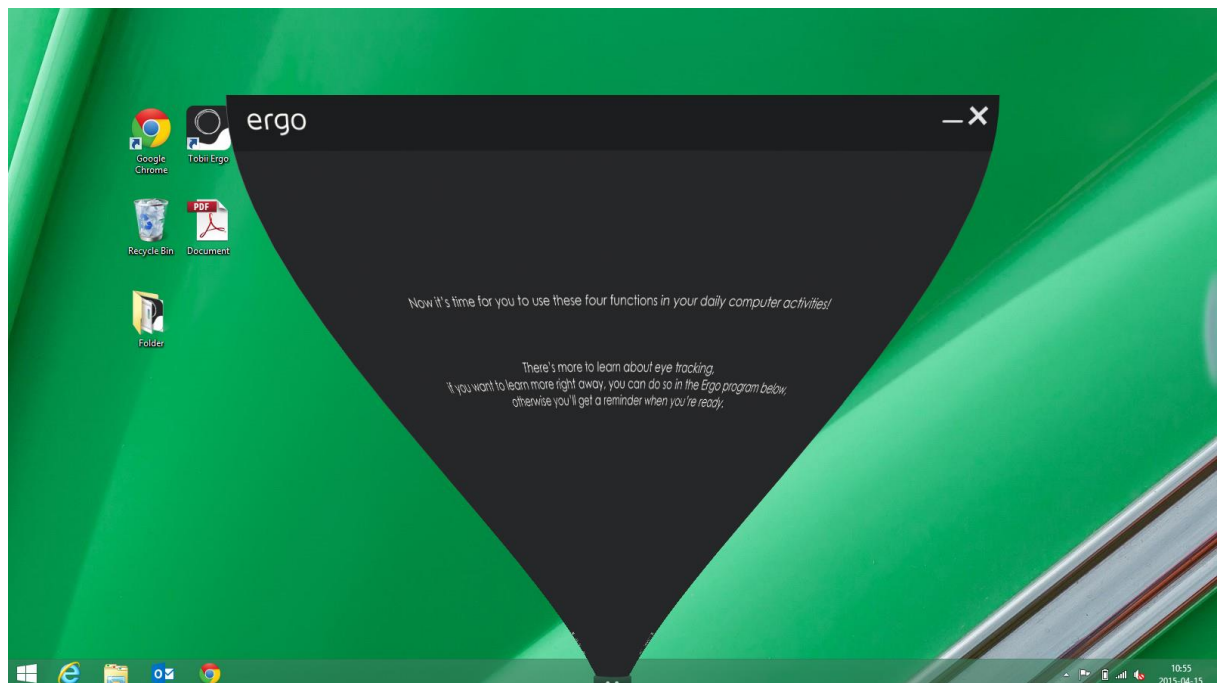 ergo
Google
Chrome
Tobii Ergo
PDF
Recycle Bin
Document
Folder
Now it's time for you to use these four functions in your daily computer activities!
There's more to learn about eye tracking,
if you want to learn more right away, you can do so in the Ergo program below,
otherwise you'll get a reminder when you're ready.
10:55
2015-04-15